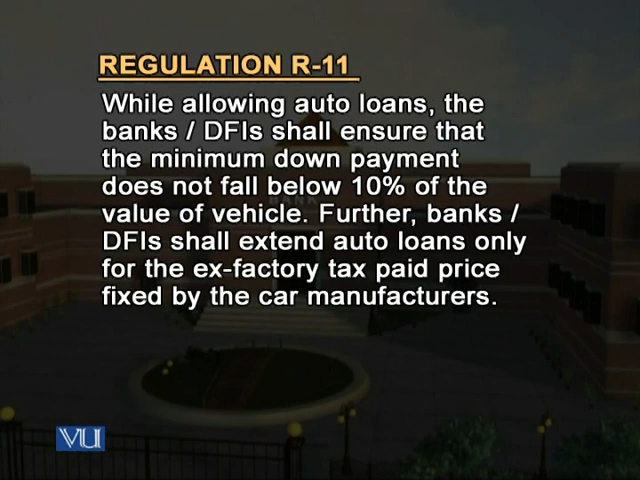 REGULATION R-11
While allowing auto loans, the
banks / DFIs shall ensure that
the minimum down payment
does not fall below 10% of the
value of vehicle. Further, banks /
DFIs shall extend auto loans only
for the ex-factory tax paid price
fixed by the car manufacturers.
VU